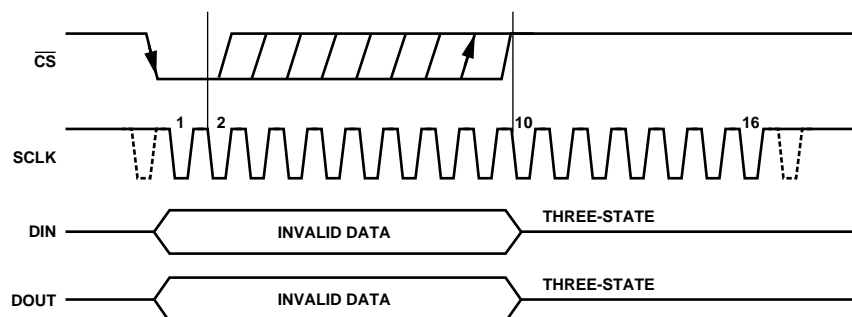 CS
1 2 10 16
SCLK
THREE-STATE
DIN INVALID DATA
THREE-STATE
DOUT INVALID DATA